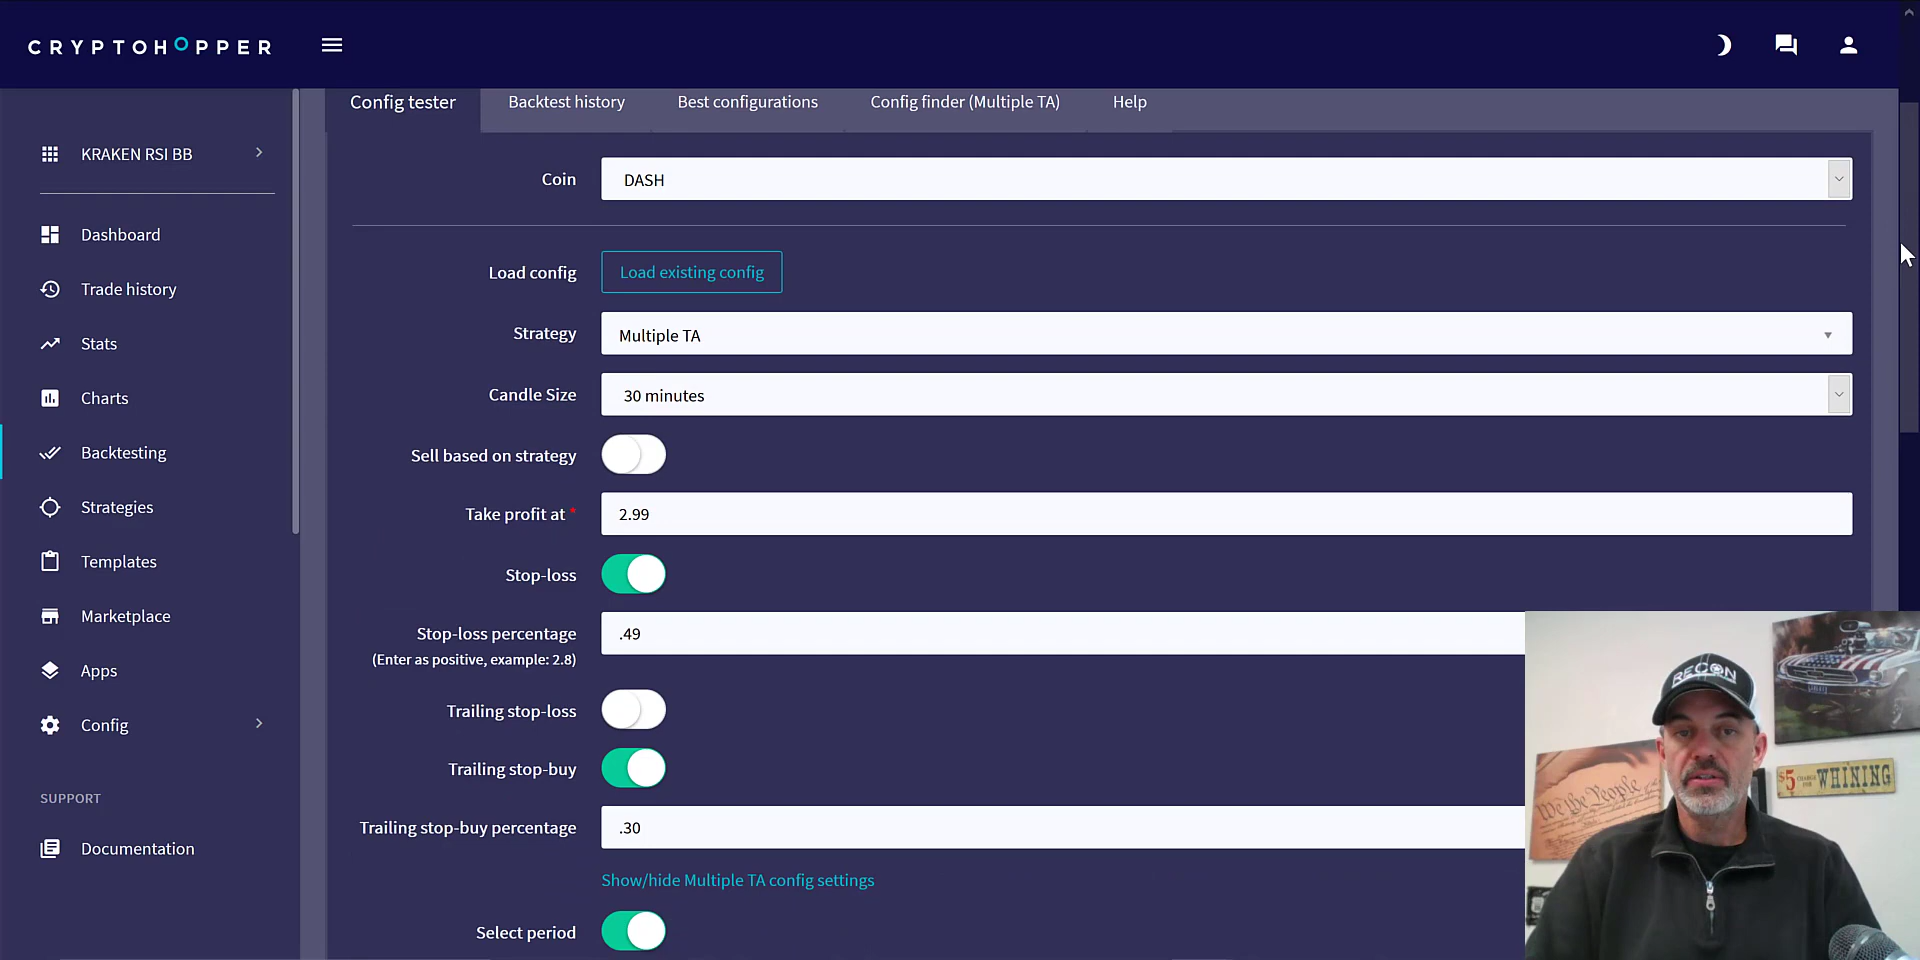 CRYPTOHOPPER
Config tester
Backtest history
Best configurations
Config finder (Multiple TA)
Help
KRAKEN RSI BB
Dashboard
Trade history
Stats
Charts
Backtesting
Strategies
Templates
Marketplace
Apps
Config
SUPPORT
Documentation
Coin
DASH
Load config
Load existing config
Strategy
Multiple TA
Candle Size
30 minutes
Sell based on strategy
Take profit at *
2.99
Stop-loss
Stop-loss percentage
(Enter as positive, example: 2.8)
.49
Trailing stop-loss
Trailing stop-buy
Trailing stop-buy percentage
.30
Show/hide Multiple TA config settings
Select period
RECON
We the People
$5 CHARGE FOR WHINING